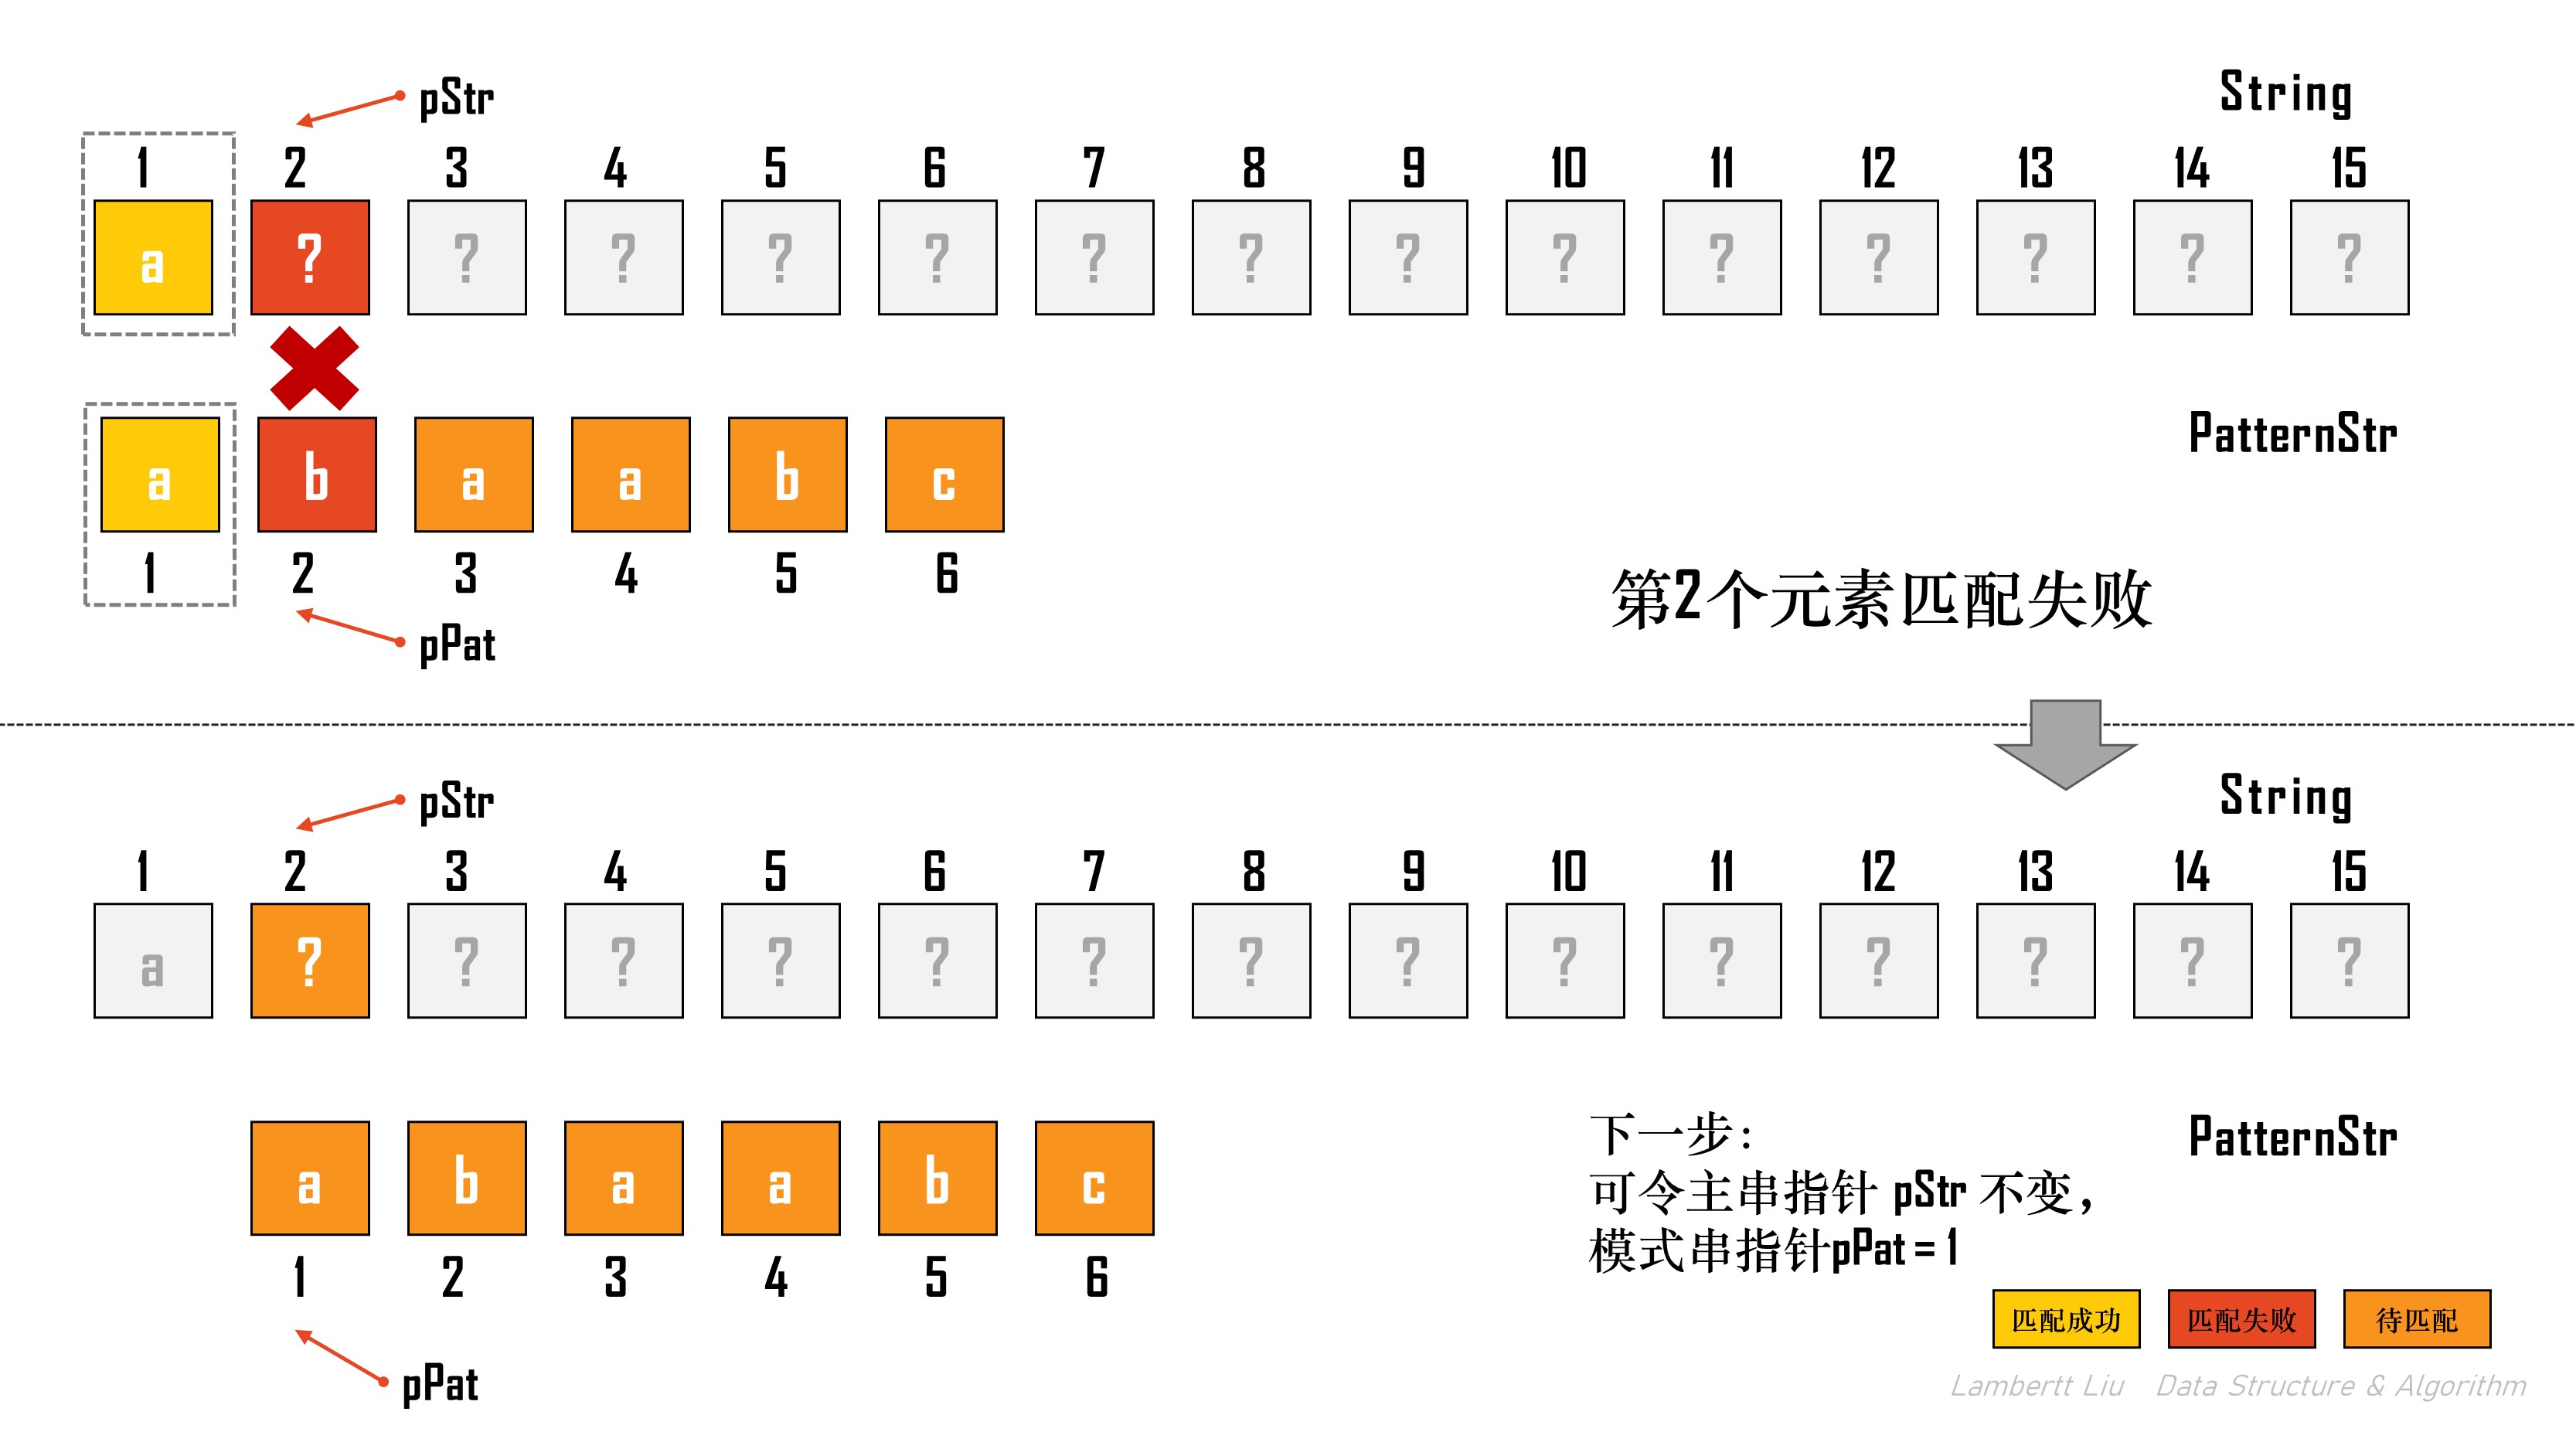 pStr
String
1 2 3 4 5 6 7 8 9 10 11 12 13 14 15
a ? ? ? ? ? ? ? ? ? ? ? ? ? ?
PatternStr
a b a a b c
1 2 3 4 5 6
第2个元素匹配失败
pPat
pStr
String
1 2 3 4 5 6 7 8 9 10 11 12 13 14 15
a ? ? ? ? ? ? ? ? ? ? ? ? ? ?
PatternStr
a b a a b c
1 2 3 4 5 6
下一步：
可令主串指针 pStr 不变，
模式串指针pPat = 1
pPat
匹配成功 匹配失败 待匹配
Lambertt Liu Data Structure & Algorithm